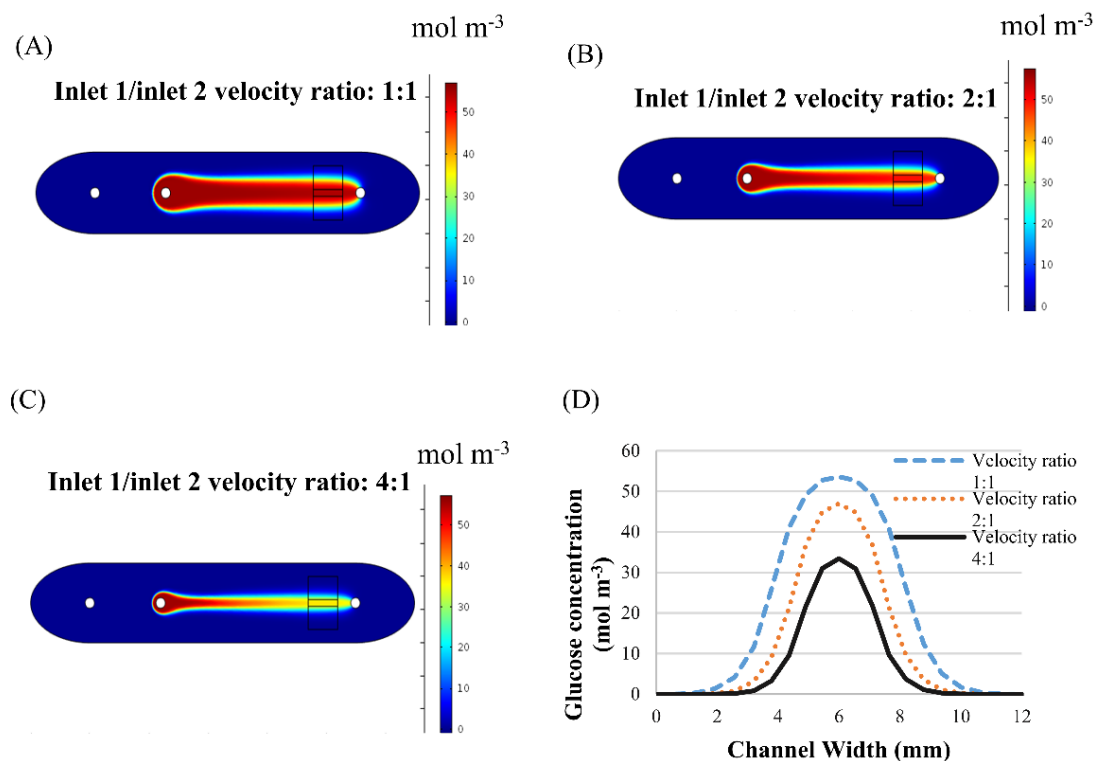 (A)
mol m-3
Inlet 1/inlet 2 velocity ratio: 1:1
50
40
30
20
10
0
(B)
mol m-3
Inlet 1/inlet 2 velocity ratio: 2:1
50
40
30
20
10
0
(C)
mol m-3
Inlet 1/inlet 2 velocity ratio: 4:1
50
40
30
20
10
0
(D)
Glucose concentration
(mol m-3)
60
50
40
30
20
10
0
Velocity ratio
1:1
Velocity ratio
2:1
Velocity ratio
4:1
0 2 4 6 8 10 12
Channel Width (mm)